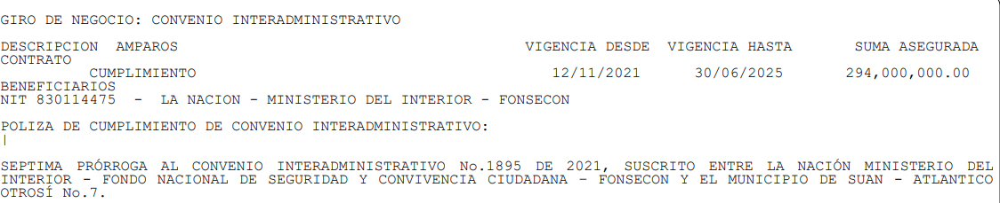 GIRO DE NEGOCIO: CONVENIO INTERADMINISTRATIVO
DESCRIPCION AMPAROS VIGENCIA DESDE VIGENCIA HASTA SUMA ASEGURADA
CONTRATO
CUMPLIMIENTO 12/11/2021 30/06/2025 294,000,000.00
BENEFICIARIOS
NIT 830114475 - LA NACION - MINISTERIO DEL INTERIOR - FONSECON
POLIZA DE CUMPLIMIENTO DE CONVENIO INTERADMINISTRATIVO:
|
SEPTIMA PRÓRROGA AL CONVENIO INTERADMINISTRATIVO No.1895 DE 2021, SUSCRITO ENTRE LA NACIÓN MINISTERIO DEL
INTERIOR - FONDO NACIONAL DE SEGURIDAD Y CONVIVENCIA CIUDADANA – FONSECON Y EL MUNICIPIO DE SUAN - ATLANTICO
OTROSÍ No.7.